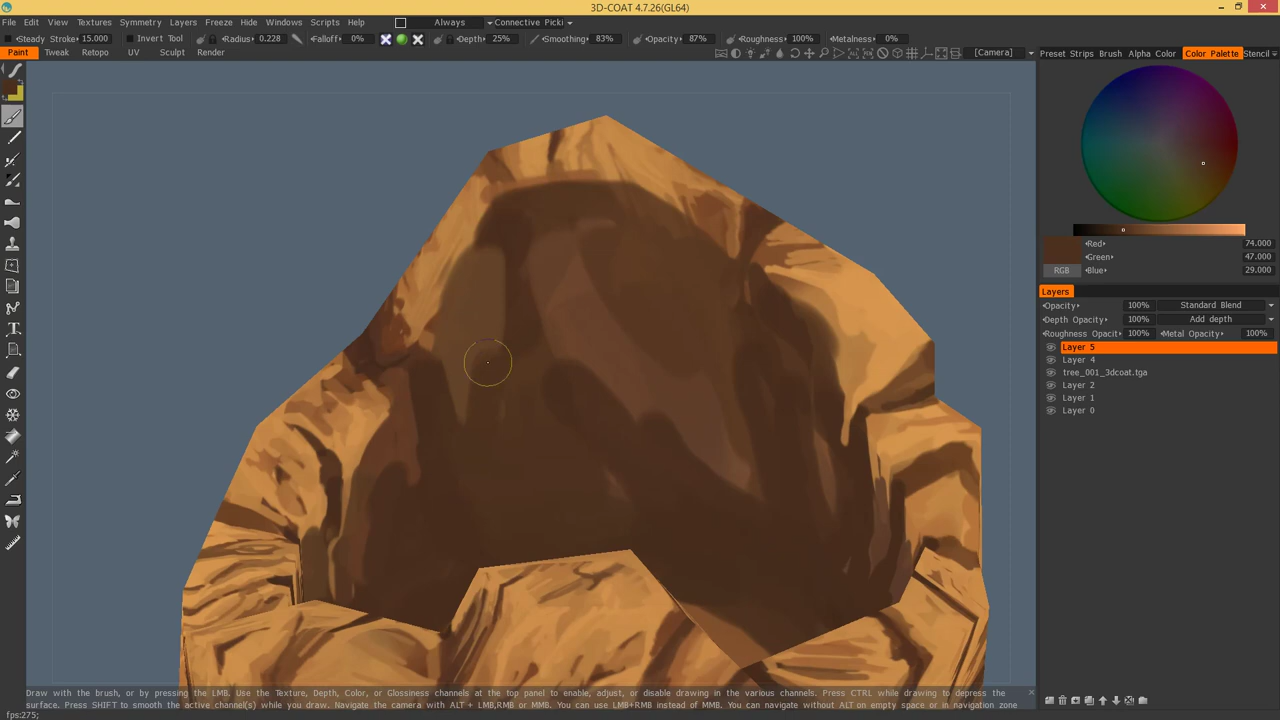 3D-COAT 4.7.26(GL64)
File Edit View Textures Symmetry Layers Freeze Hide Windows Scripts Help Always Connective Picki
Steady Stroke 15.000 Invert Tool Radius 0.228 Falloff 0% Depth 25% Smoothing 83% Opacity 87% Roughness 100% Metalness 0%
Paint Tweak Retopo UV Sculpt Render [Camera]
Preset Strips Brush Alpha Color Color Palette Stencil
Red 74.000
Green 47.000
RGB Blue 29.000
Layers
Opacity 100% Standard Blend
Depth Opacity 100% Add depth
Roughness Opacit 100% Metal Opacity 100%
Layer 5
Layer 4
tree_001_3dcoat.tga
Layer 2
Layer 1
Layer 0
Draw with the brush, or by pressing the LMB. Use the Texture, Depth, Color, or Glossiness channels at the top panel to enable, adjust, or disable drawing in the various channels. Press CTRL while drawing to depress the
surface. Press SHIFT to smooth the active channel(s) while you draw. Navigate the camera with ALT + LMB,RMB or MMB. You can use LMB+RMB instead of MMB. You can navigate without ALT on empty space or in navigation zone
fps:275;